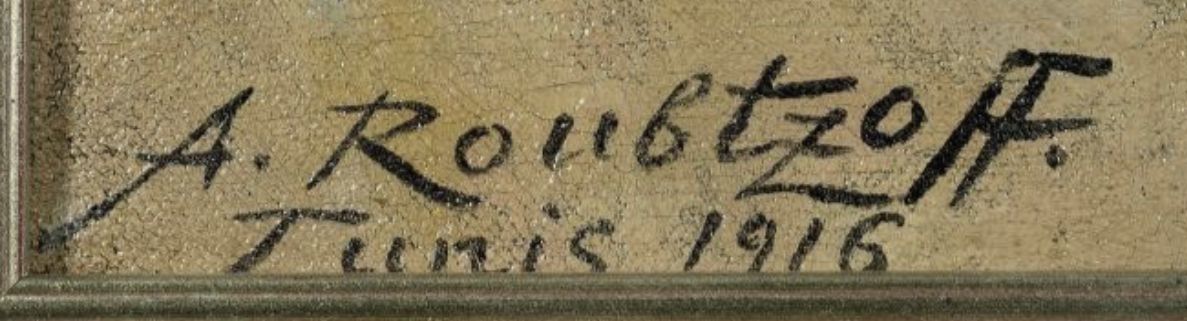 A. Roubtzoff.
Tunis 1916